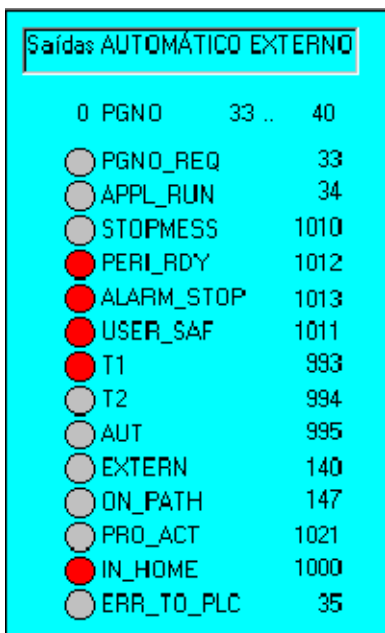 Saídas AUTOMÁTICO EXTERNO
0 PGNO 33 .. 40
PGNO_REQ 33
APPL_RUN 34
STOPMESS 1010
PERI_RDY 1012
ALARM_STOP 1013
USER_SAF 1011
T1 993
T2 994
AUT 995
EXTERN 140
ON_PATH 147
PRO_ACT 1021
IN_HOME 1000
ERR_TO_PLC 35